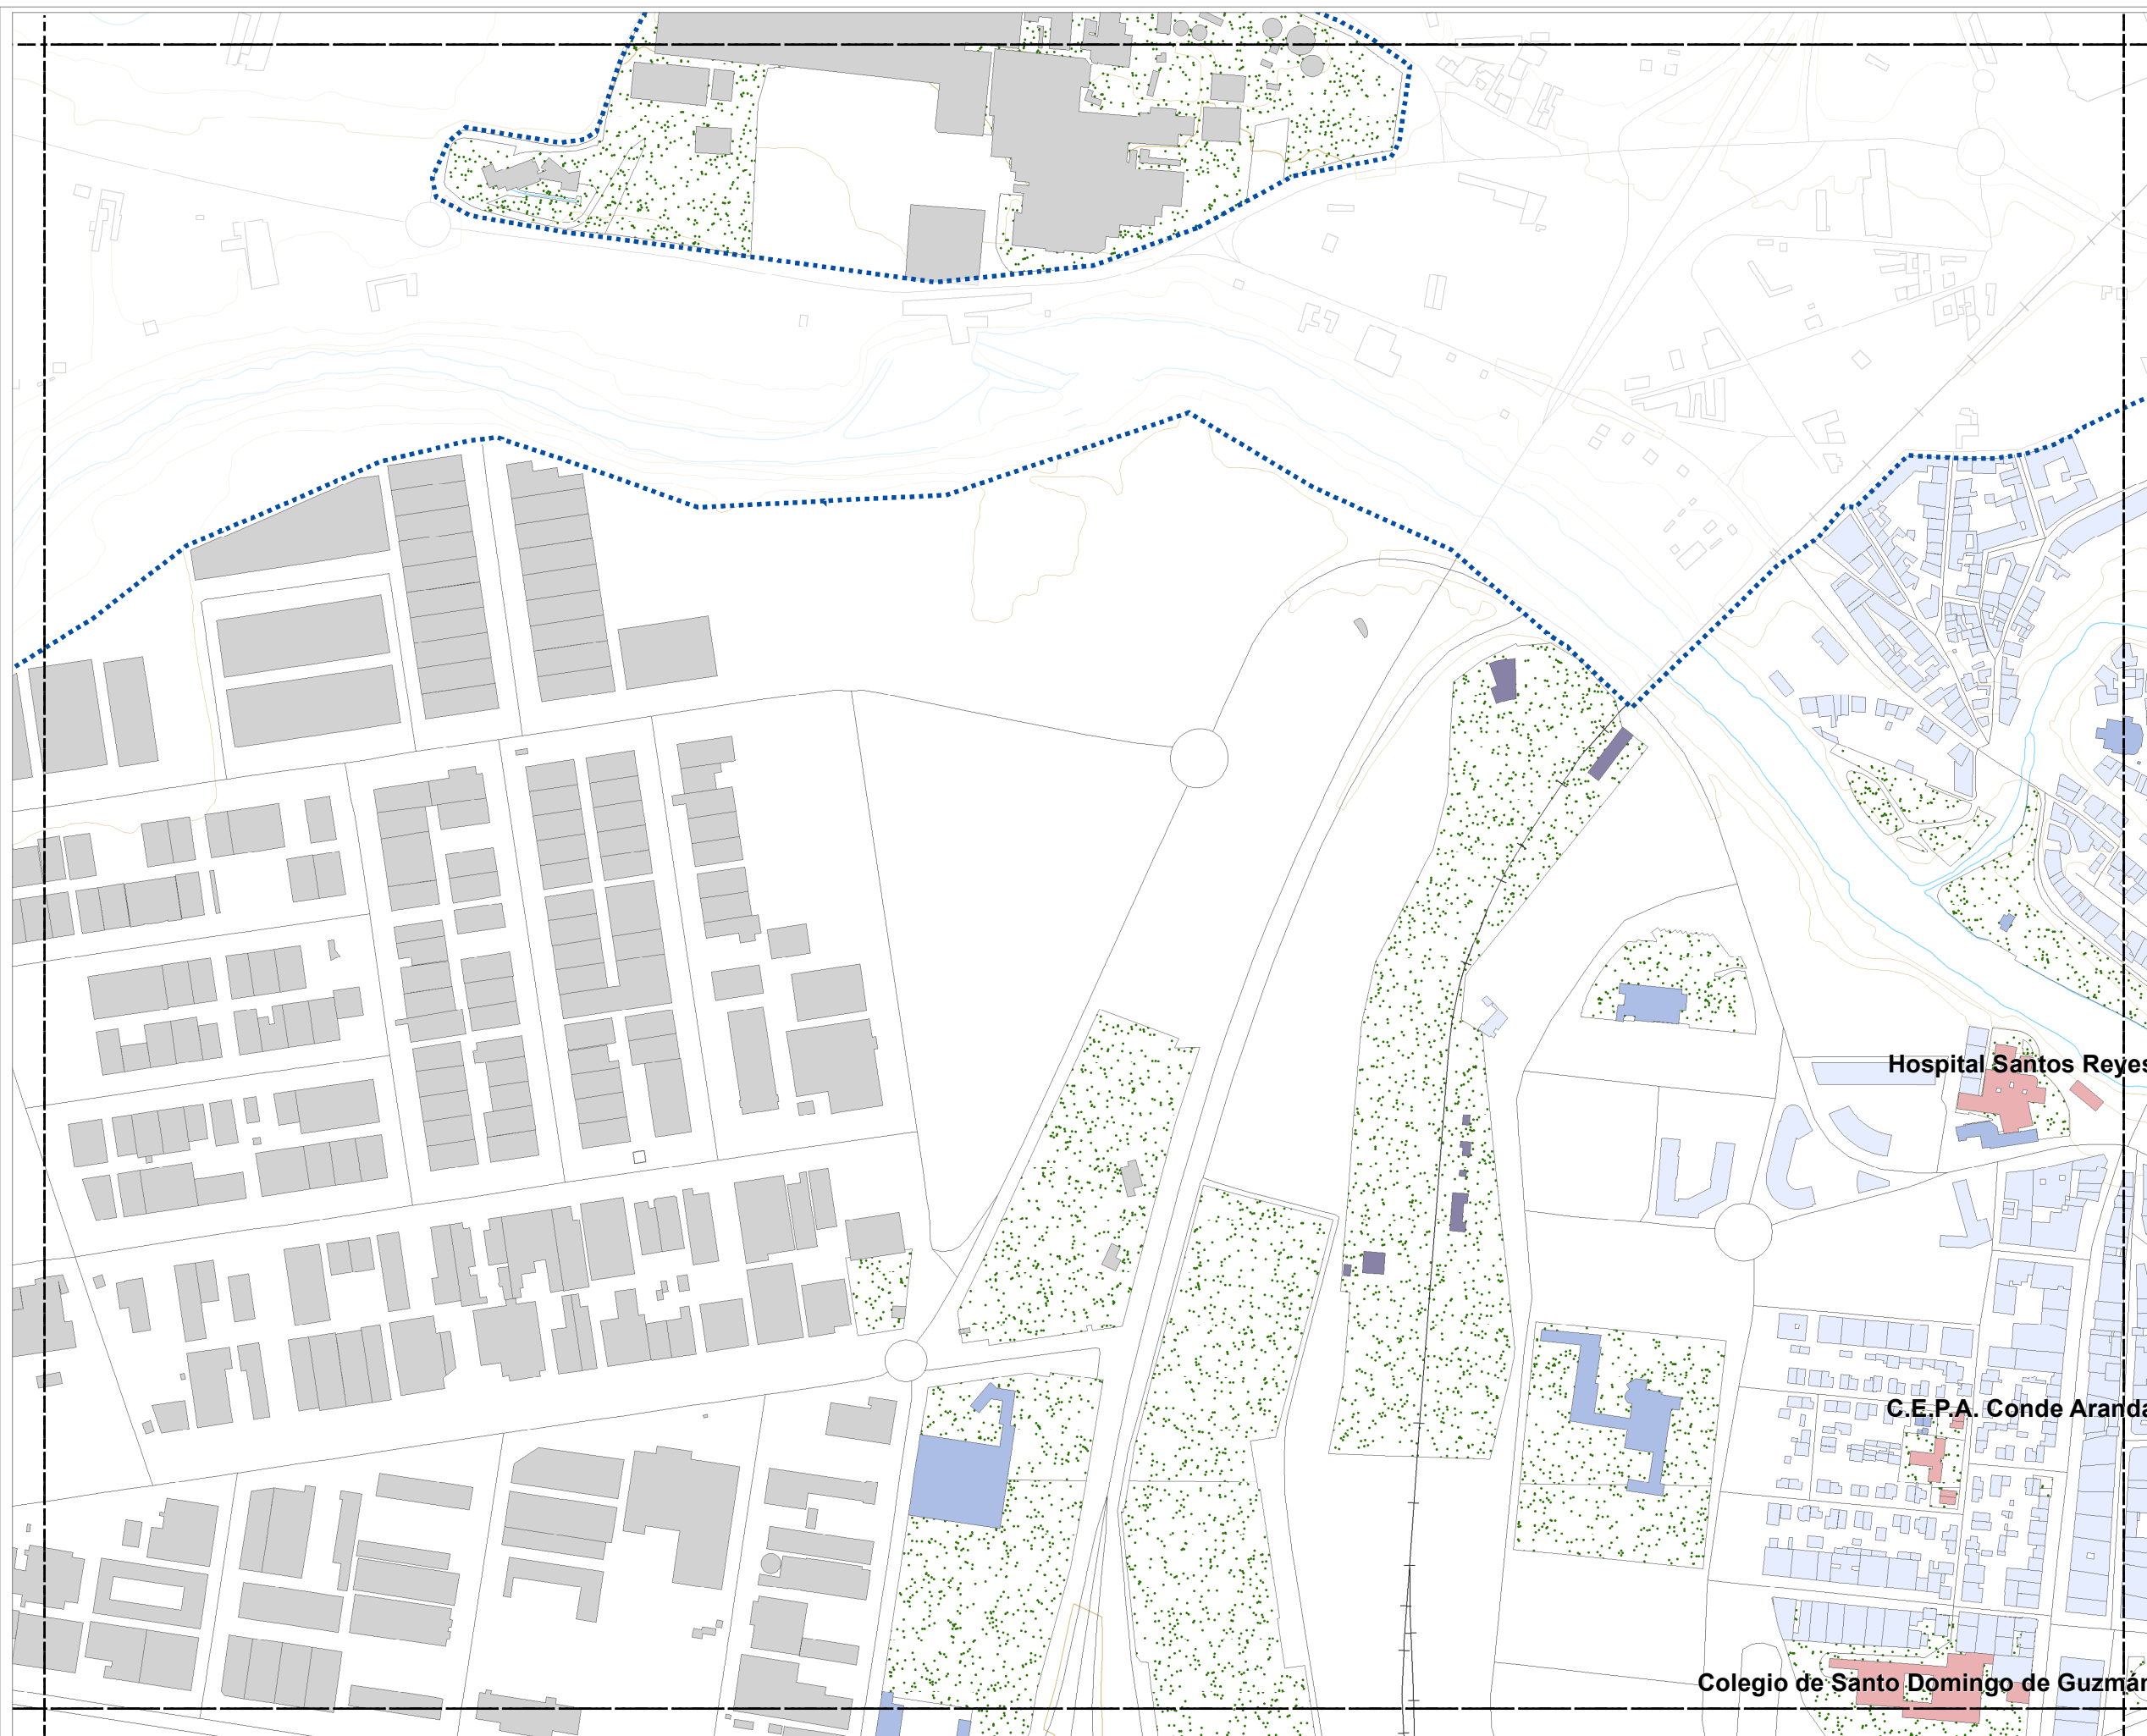 Hospital Santos Reyes
C.E.P.A. Conde Aranda
Colegio de Santo Domingo de Guzmán